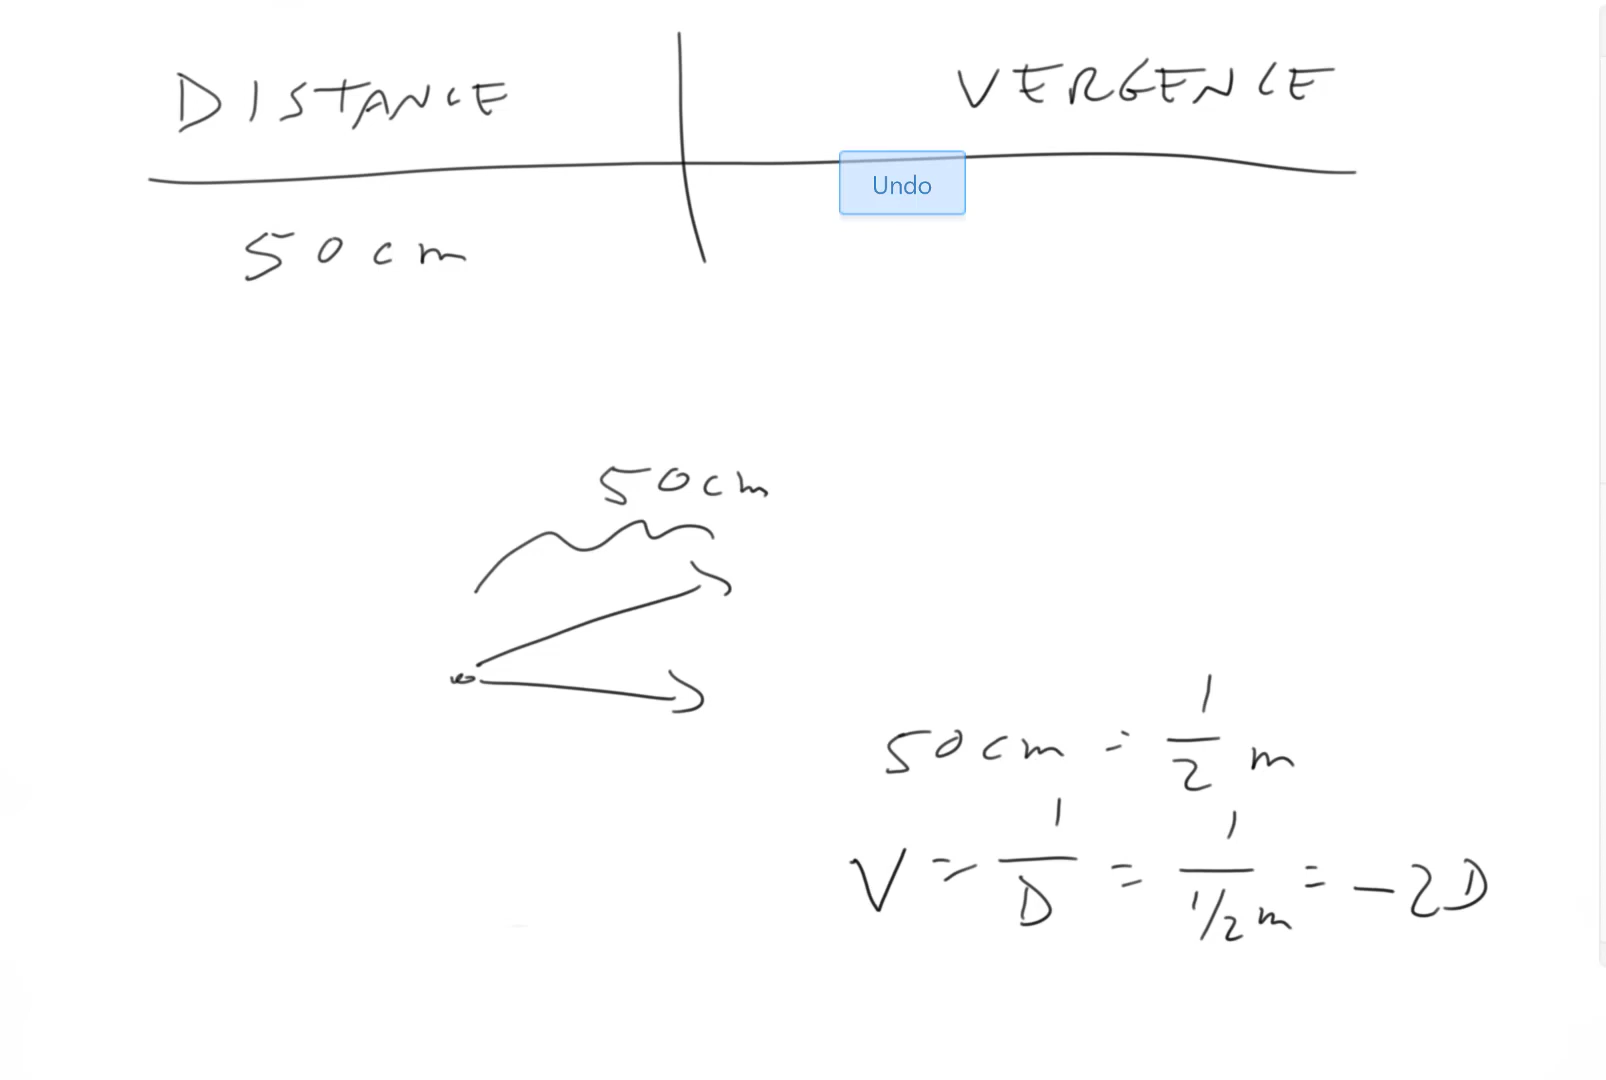 DISTANCE VERGENCE
Undo
50cm
50cm
50cm = 1/2 m
V = 1/D = 1/1/2m = -2D